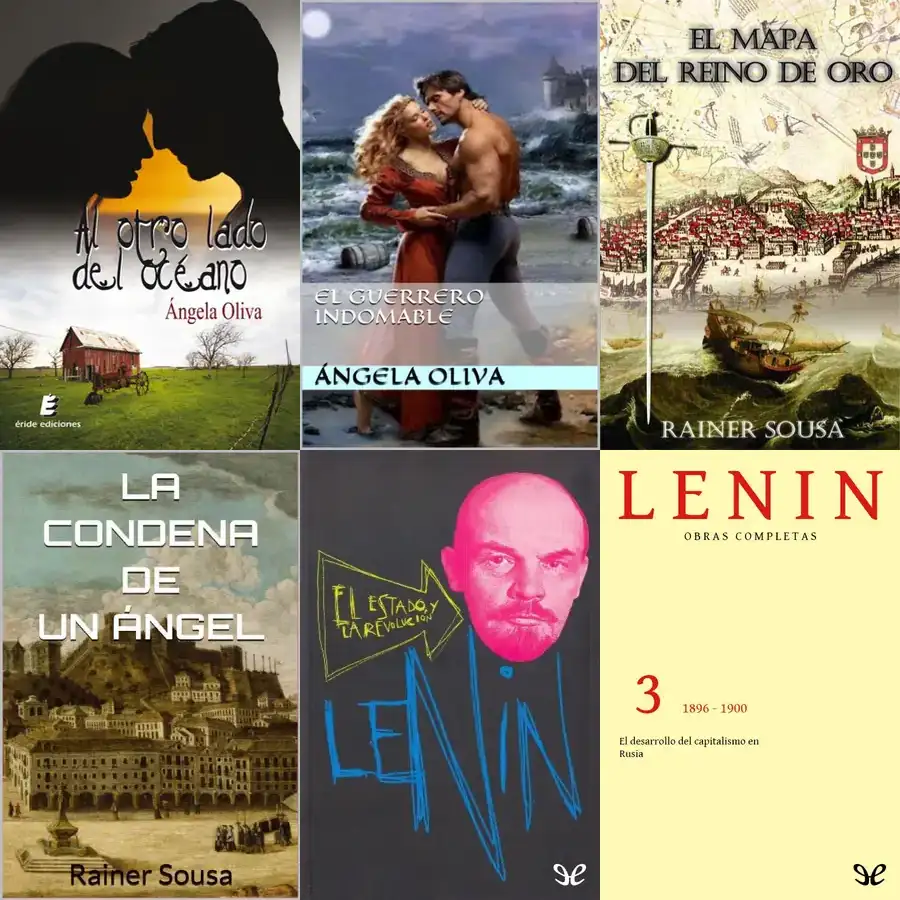 Al otro lado
del océano
Ángela Oliva
É
éride ediciones
EL GUERRERO
INDOMABLE
ÁNGELA OLIVA
EL MAPA
DEL REINO DE ORO
RAINER SOUSA
LA
CONDENA
DE
UN ÁNGEL
Rainer Sousa
EL ESTADO, Y
LA REVOLUCIÓN
LENIN
LENIN
OBRAS COMPLETAS
3 1896 - 1900
El desarrollo del capitalismo en
Rusia